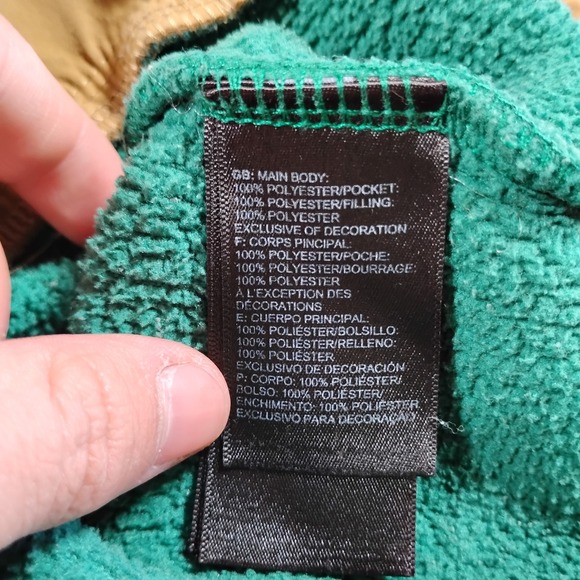 GB: MAIN BODY:
100% POLYESTER/POCKET:
100% POLYESTER/FILLING:
100% POLYESTER
EXCLUSIVE OF DECORATION
F: CORPS PINCIPAL:
100% POLYESTER/POCHE:
100% POLYESTER/BOURRAGE:
100% POLYESTER
À L'EXCEPTION DES
DÉCORATIONS
E: CUERPO PRINCIPAL:
100% POLIÉSTER/BOLSILLO:
100% POLIÉSTER/RELLENO:
100% POLIÉSTER
EXCLUSIVO DE DECORACIÓN
P: CORPO: 100% POLIÉSTER/
BOLSO: 100% POLIÉSTER/
ENCHIMENTO: 100% POLIÉSTER
EXCLUSIVO PARA DECORAÇÃO